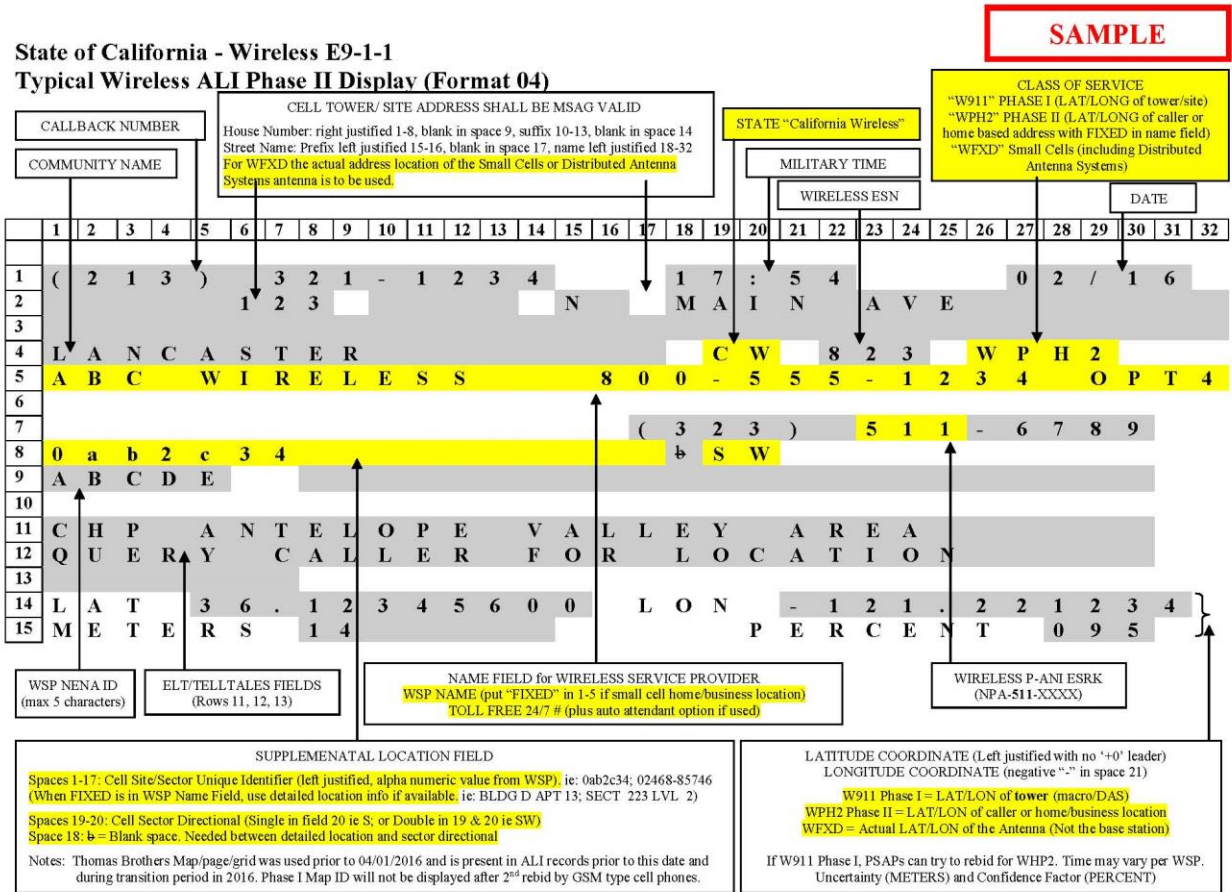 SAMPLE
State of California - Wireless E9-1-1
Typical Wireless ALI Phase II Display (Format 04)
CALLBACK NUMBER
COMMUNITY NAME
CELL TOWER/ SITE ADDRESS SHALL BE MSAG VALID
House Number: right justified 1-8, blank in space 9, suffix 10-13, blank in space 14
Street Name: Prefix left justified 15-16, blank in space 17, name left justified 18-32
For WFXD the actual address location of the Small Cells or Distributed Antenna
Systems antenna is to be used.
STATE "California Wireless"
MILITARY TIME
WIRELESS ESN
CLASS OF SERVICE
"W911" PHASE I (LAT/LONG of tower/site)
"WPH2" PHASE II (LAT/LONG of caller or
home based address with FIXED in name field)
"WFXD" Small Cells (including Distributed
Antenna Systems)
DATE
1 2 3 4 5 6 7 8 9 10 11 12 13 14 15 16 17 18 19 20 21 22 23 24 25 26 27 28 29 30 31 32
1 ( 2 1 3 ) 3 2 1 - 1 2 3 4 1 7 : 5 4 0 2 / 1 6
2 1 2 3 N M A I N A V E
3
4 L A N C A S T E R C W 8 2 3 W P H 2
5 A B C W I R E L E S S 8 0 0 - 5 5 5 - 1 2 3 4 O P T 4
6
7 ( 3 2 3 ) 5 1 1 - 6 7 8 9
8 0 a b 2 c 3 4 b S W
9 A B C D E
10
11 C H P A N T E L O P E V A L L E Y A R E A
12 Q U E R Y C A L L E R F O R L O C A T I O N
13
14 L A T 3 6 . 1 2 3 4 5 6 0 0 L O N - 1 2 1 . 2 2 1 2 3 4
15 M E T E R S 1 4 P E R C E N T 0 9 5
WSP NENA ID
(max 5 characters)
ELT/TELLTALES FIELDS
(Rows 11, 12, 13)
NAME FIELD for WIRELESS SERVICE PROVIDER
WSP NAME (put "FIXED" in 1-5 if small cell home/business location)
TOLL FREE 24/7 # (plus auto attendant option if used)
WIRELESS P-ANI ESRK
(NPA-511-XXXX)
SUPPLEMENATAL LOCATION FIELD
Spaces 1-17: Cell Site/Sector Unique Identifier (left justified, alpha numeric value from WSP). ie: 0ab2c34; 02468-85746
(When FIXED is in WSP Name Field, use detailed location info if available. ie: BLDG D APT 13; SECT 223 LVL 2)
Spaces 19-20: Cell Sector Directional (Single in field 20 ie S; or Double in 19 & 20 ie SW)
Space 18: b = Blank space. Needed between detailed location and sector directional
Notes: Thomas Brothers Map/page/grid was used prior to 04/01/2016 and is present in ALI records prior to this date and
during transition period in 2016. Phase I Map ID will not be displayed after 2nd rebid by GSM type cell phones.
LATITUDE COORDINATE (Left justified with no '+0' leader)
LONGITUDE COORDINATE (negative "-" in space 21)
W911 Phase I = LAT/LON of tower (macro/DAS)
WPH2 Phase II = LAT/LON of caller or home/business Location
WFXD = Actual LAT/LON of the Antenna (Not the base station)
If W911 Phase I, PSAPs can try to rebid for WHP2. Time may vary per WSP.
Uncertainty (METERS) and Confidence Factor (PERCENT)